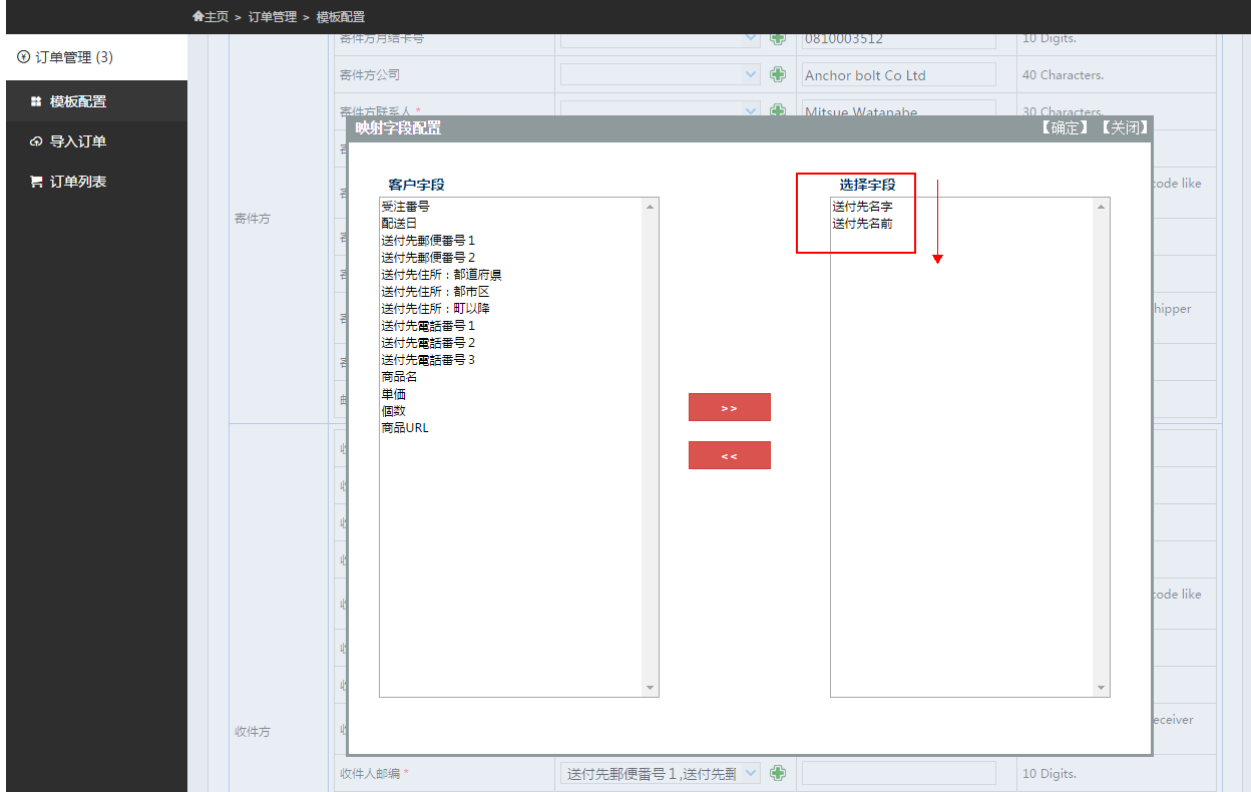 主页 > 订单管理 > 模板配置
订单管理 (3)
模板配置
导入订单
订单列表
寄件方月结卡号
0810003512
10 Digits.
寄件方公司
Anchor bolt Co Ltd
40 Characters.
寄件方联系人 *
Mitsue Watanabe
30 Characters.
映射字段配置
【确定】【关闭】
客户字段
受注番号
配送日
送付先郵便番号1
送付先郵便番号2
送付先住所：都道府県
送付先住所：都市区
送付先住所：町以降
送付先電話番号1
送付先電話番号2
送付先電話番号3
商品名
単価
個数
商品URL
>>
<<
选择字段
送付先名字
送付先名前
code like
hipper
寄件方
code like
eceiver
收件方
收件人邮编 *
送付先郵便番号1,送付先郵
10 Digits.